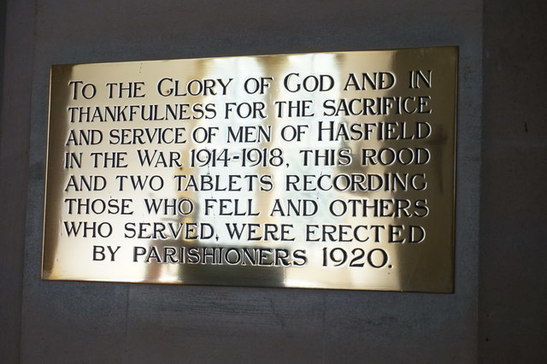 To the Glory of God and in
thankfulness for the sacrifice
and service of men of Hasfield
in the War 1914-1918, this rood
and two tablets recording
those who fell and others
who served, were erected
by parishioners 1920.